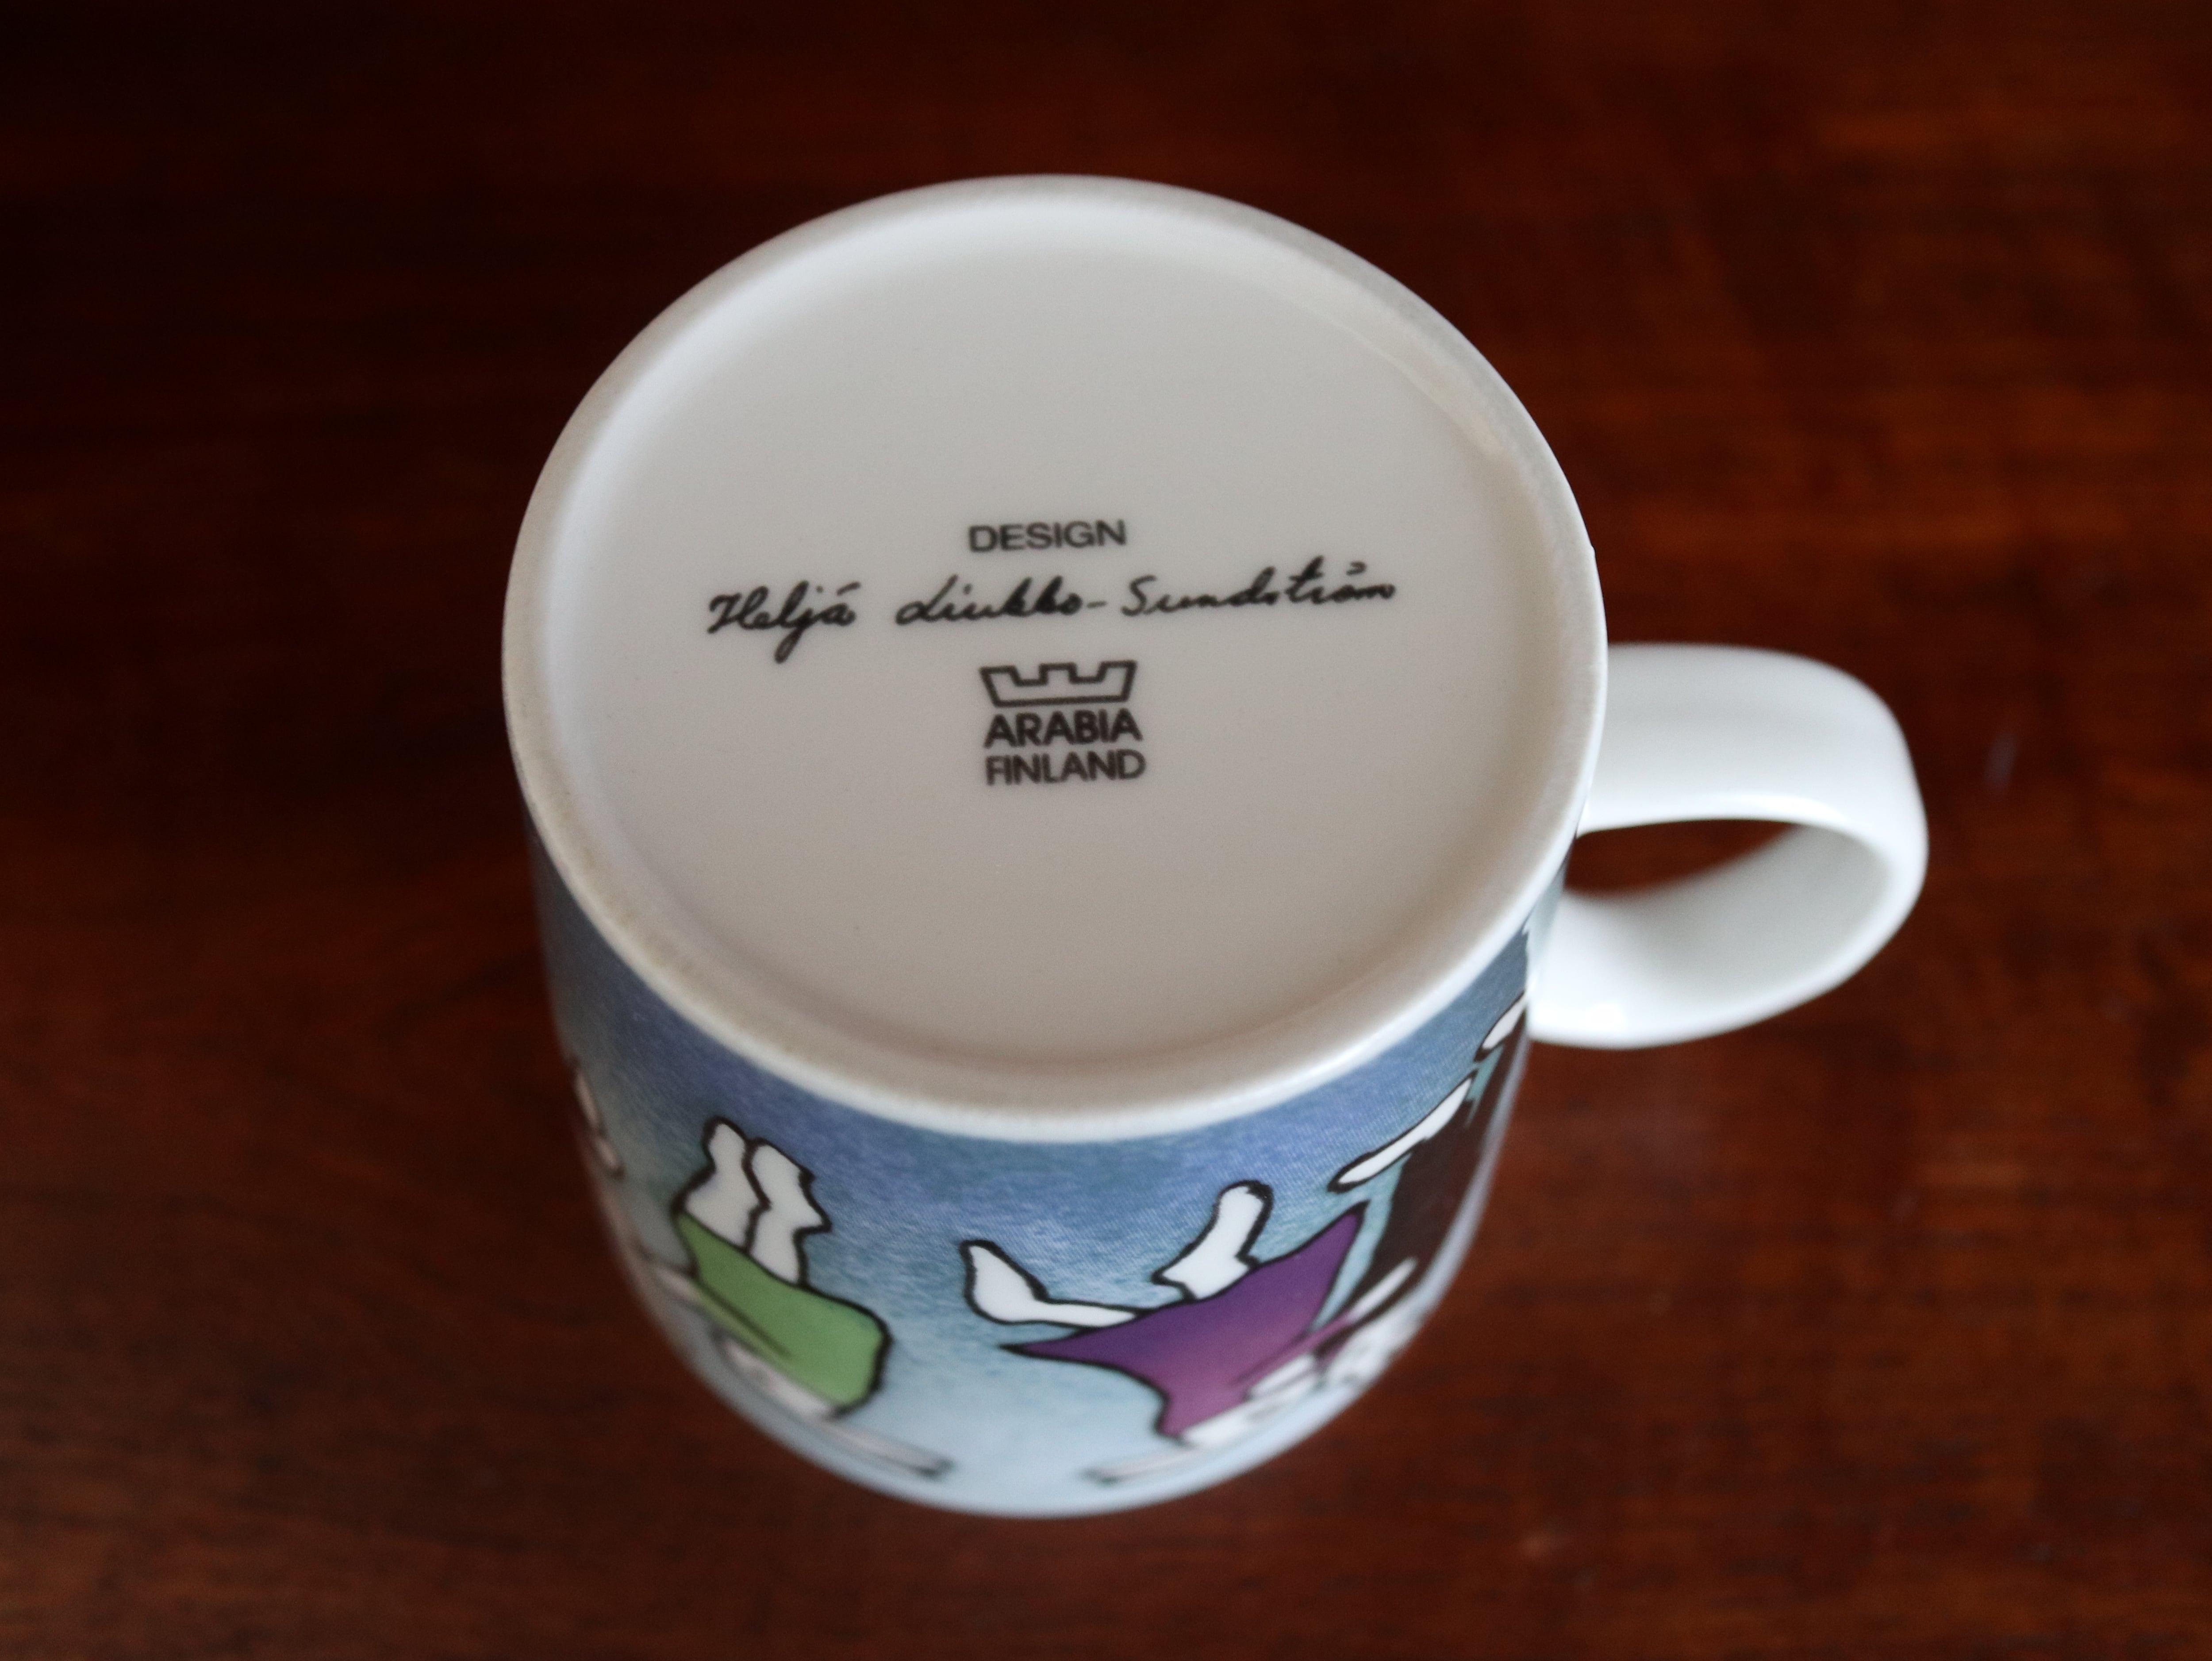 DESIGN
Heljä Liukko-Sundström
ARABIA
FINLAND